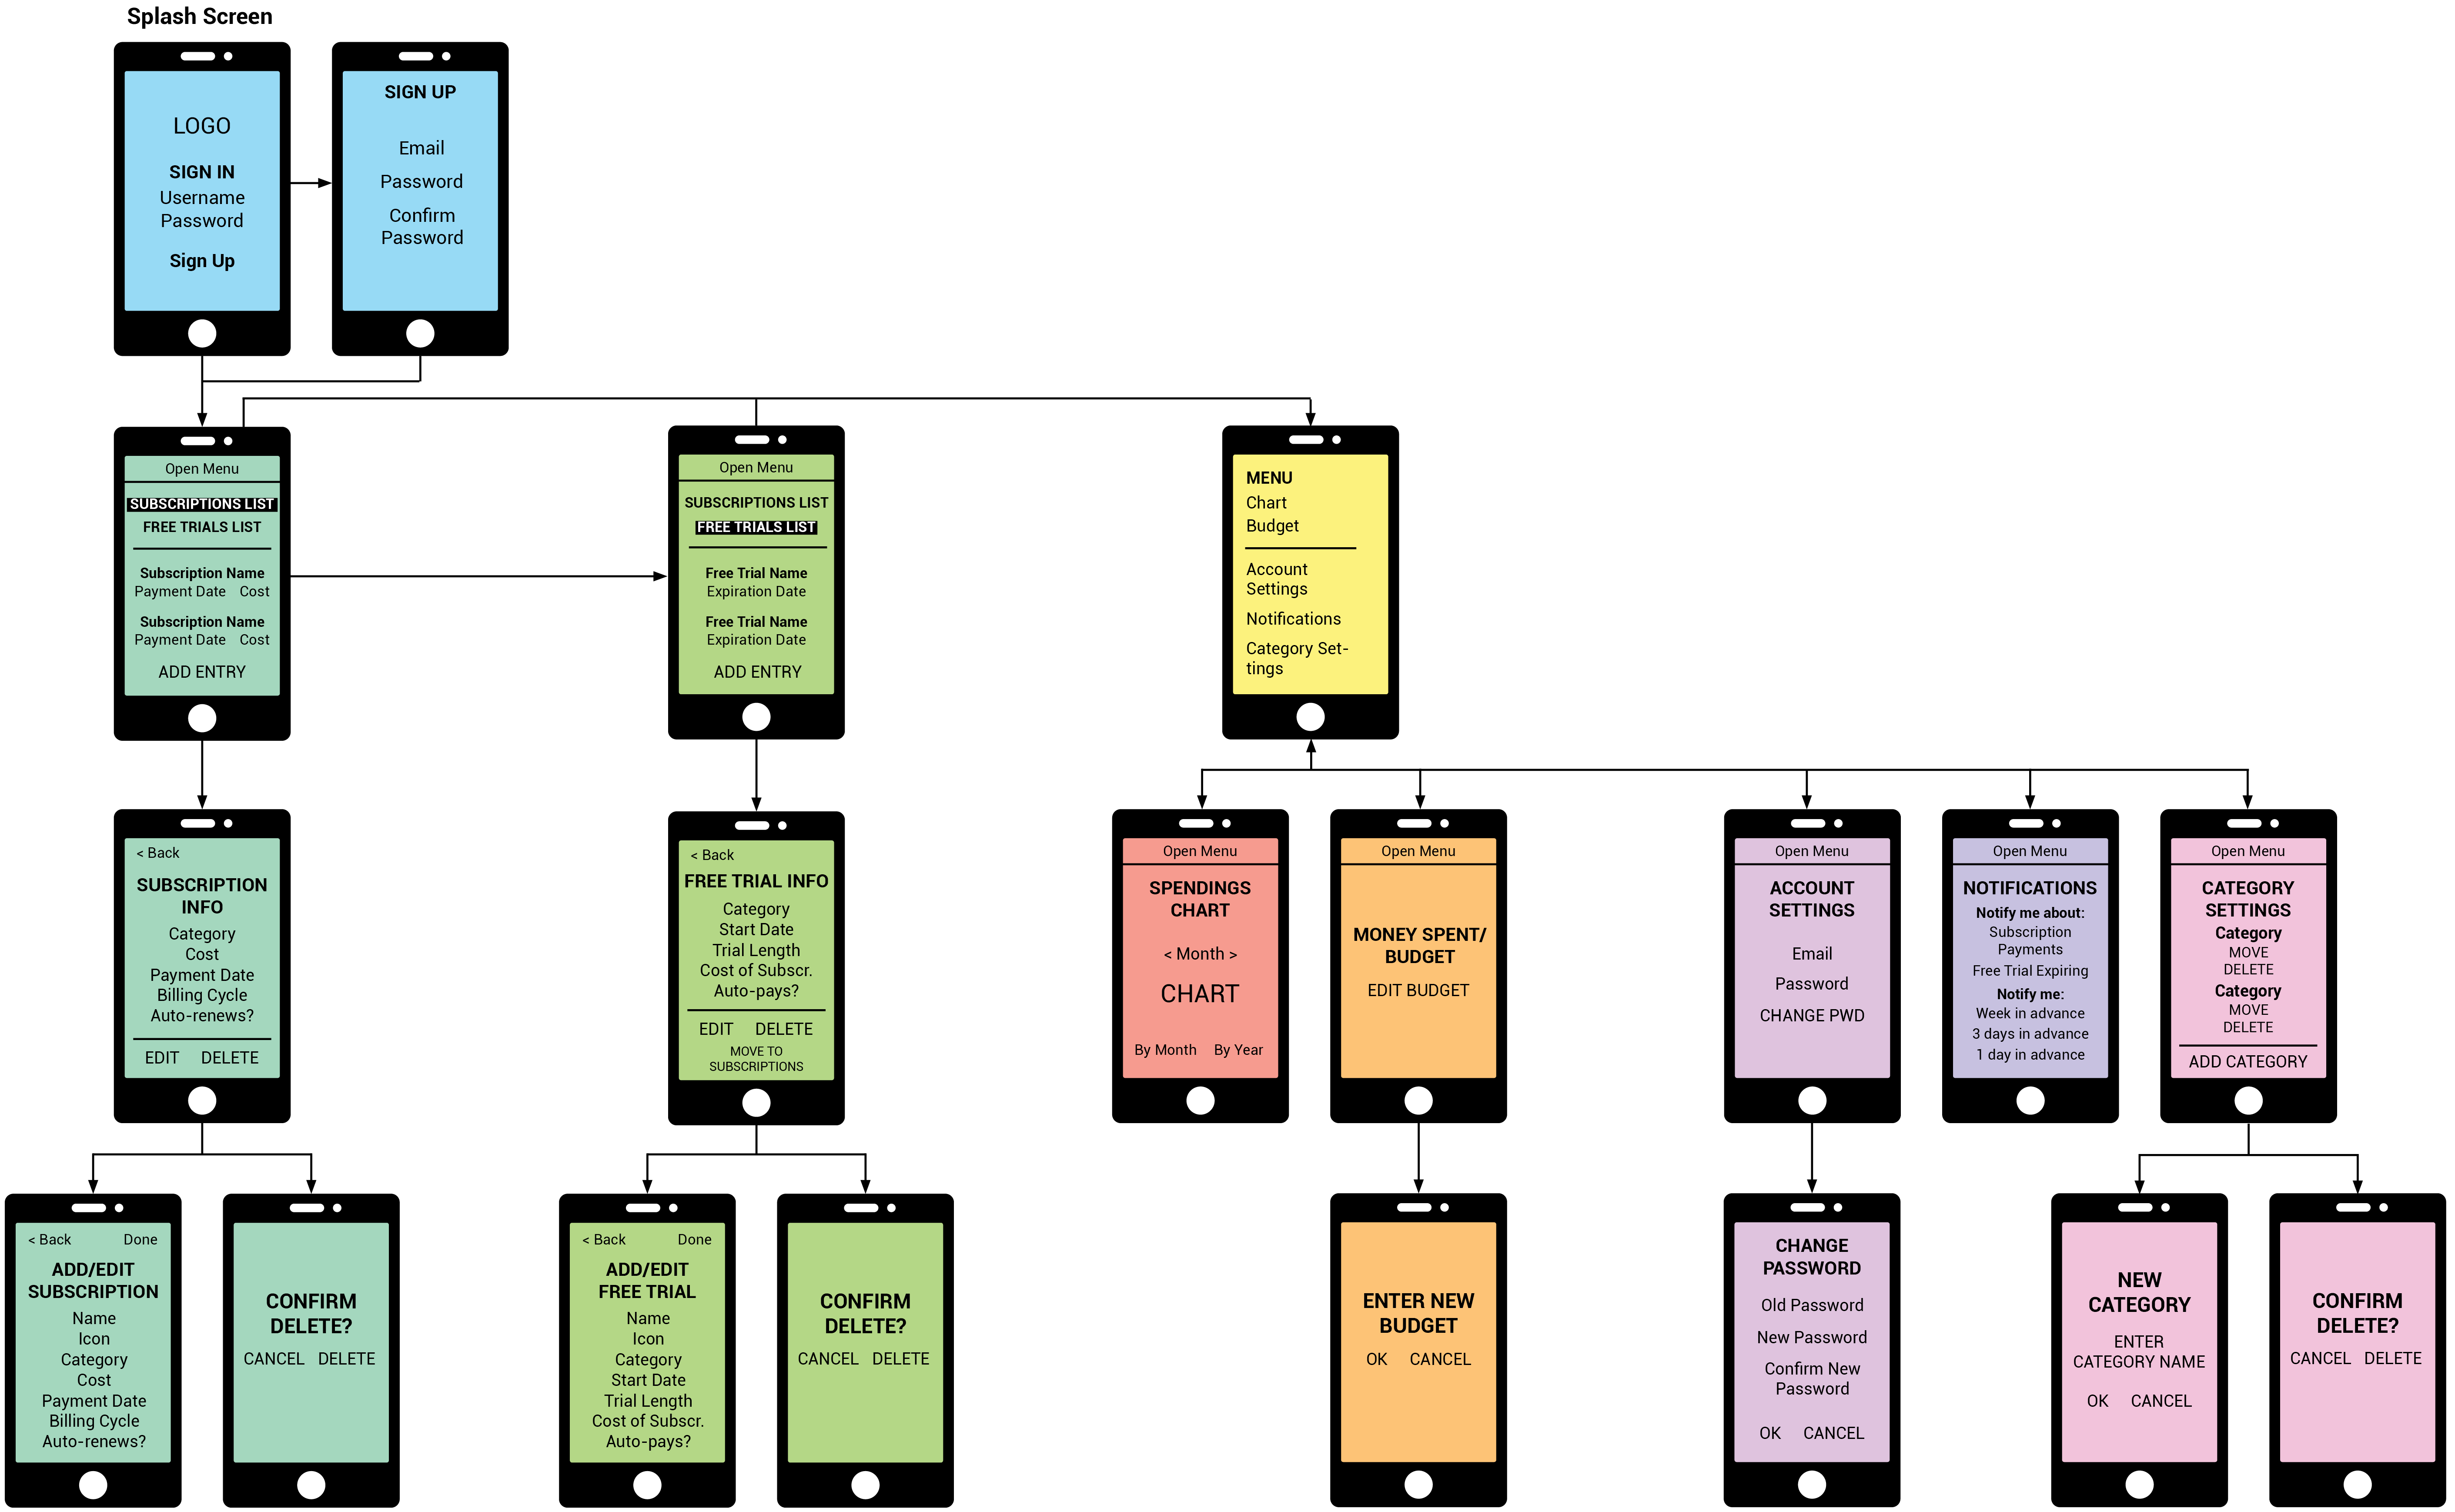 Splash Screen
LOGO
SIGN IN
Username
Password
Sign Up
SIGN UP
Email
Password
Confirm
Password
Open Menu
SUBSCRIPTIONS LIST
FREE TRIALS LIST
Subscription Name
Payment Date Cost
Subscription Name
Payment Date Cost
ADD ENTRY
Open Menu
SUBSCRIPTIONS LIST
FREE TRIALS LIST
Free Trial Name
Expiration Date
Free Trial Name
Expiration Date
ADD ENTRY
MENU
Chart
Budget
Account
Settings
Notifications
Category Set-
tings
< Back
SUBSCRIPTION
INFO
Category
Cost
Payment Date
Billing Cycle
Auto-renews?
EDIT DELETE
< Back
FREE TRIAL INFO
Category
Start Date
Trial Length
Cost of Subscr.
Auto-pays?
EDIT DELETE
MOVE TO
SUBSCRIPTIONS
Open Menu
SPENDINGS
CHART
< Month >
CHART
By Month By Year
Open Menu
MONEY SPENT/
BUDGET
EDIT BUDGET
Open Menu
ACCOUNT
SETTINGS
Email
Password
CHANGE PWD
Open Menu
NOTIFICATIONS
Notify me about:
Subscription
Payments
Free Trial Expiring
Notify me:
Week in advance
3 days in advance
1 day in advance
Open Menu
CATEGORY
SETTINGS
Category
MOVE
DELETE
Category
MOVE
DELETE
ADD CATEGORY
< Back Done
ADD/EDIT
SUBSCRIPTION
Name
Icon
Category
Cost
Payment Date
Billing Cycle
Auto-renews?
CONFIRM
DELETE?
CANCEL DELETE
< Back Done
ADD/EDIT
FREE TRIAL
Name
Icon
Category
Start Date
Trial Length
Cost of Subscr.
Auto-pays?
CONFIRM
DELETE?
CANCEL DELETE
ENTER NEW
BUDGET
OK CANCEL
CHANGE
PASSWORD
Old Password
New Password
Confirm New
Password
OK CANCEL
NEW
CATEGORY
ENTER
CATEGORY NAME
OK CANCEL
CONFIRM
DELETE?
CANCEL DELETE